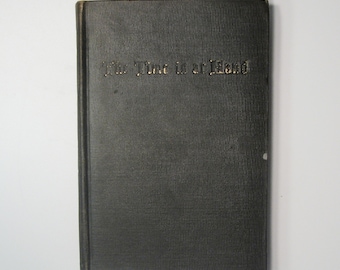 The Time is at Hand